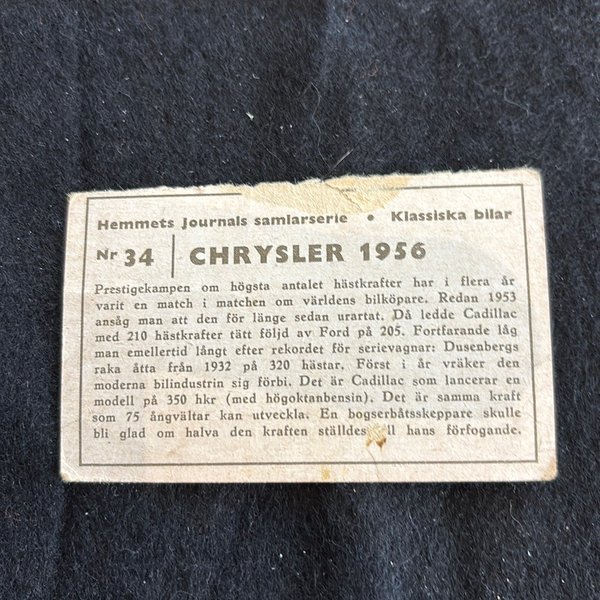 Hemmets Journals samlarserie • Klassiska bilar
Nr 34 | CHRYSLER 1956
Prestigekampen om högsta antalet hästkrafter har i flera år
varit en match i matchen om världens bilköpare. Redan 1953
ansåg man att den för länge sedan urartat. Då ledde Cadillac
med 210 hästkrafter tätt följd av Ford på 205. Fortfarande låg
man emellertid långt efter rekordet för serievagnar: Dusenbergs
raka åtta från 1932 på 320 hästar. Först i år vräker den
moderna bilindustrin sig förbi. Det är Cadillac som lancerar en
modell på 350 hkr (med högoktanbensin). Det är samma kraft
som 75 ångvältar kan utveckla. En bogserbåtsskeppare skulle
bli glad om halva den kraften ställdes ll hans förfogande.